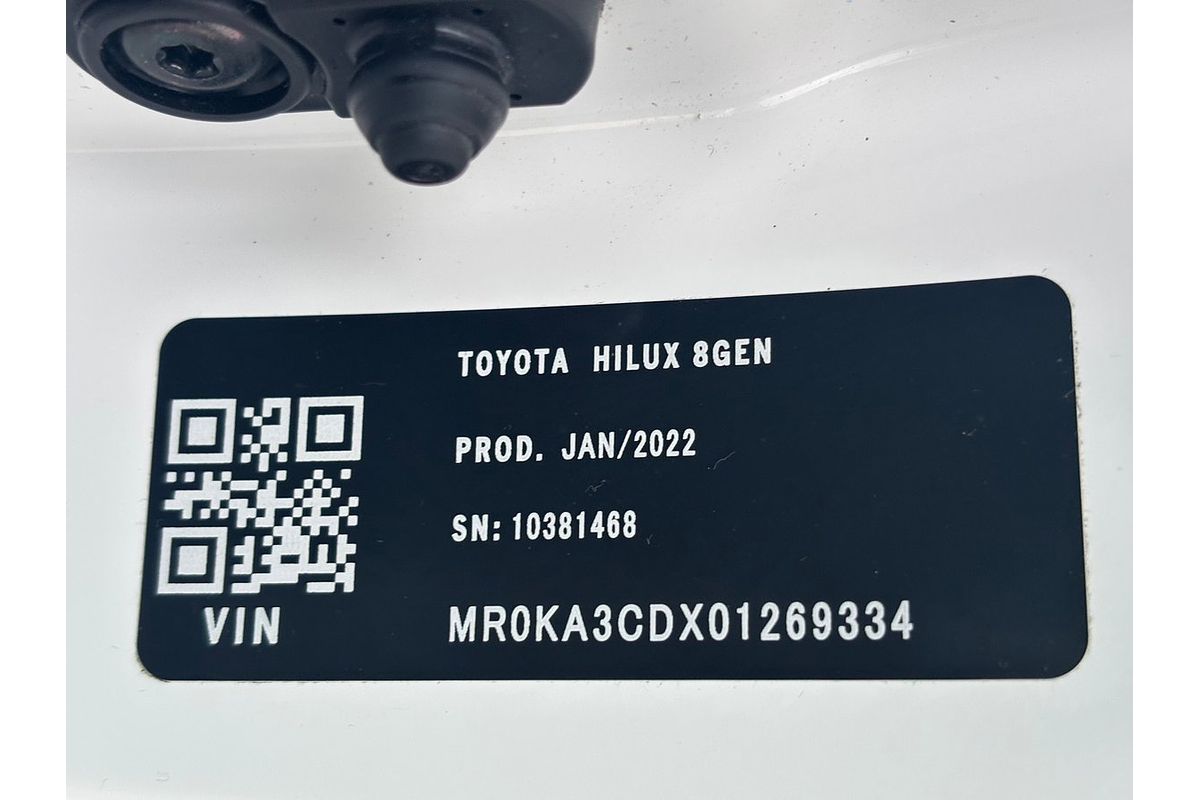 TOYOTA HILUX 8GEN
PROD. JAN/2022
SN: 10381468
VIN MR0KA3CDX01269334